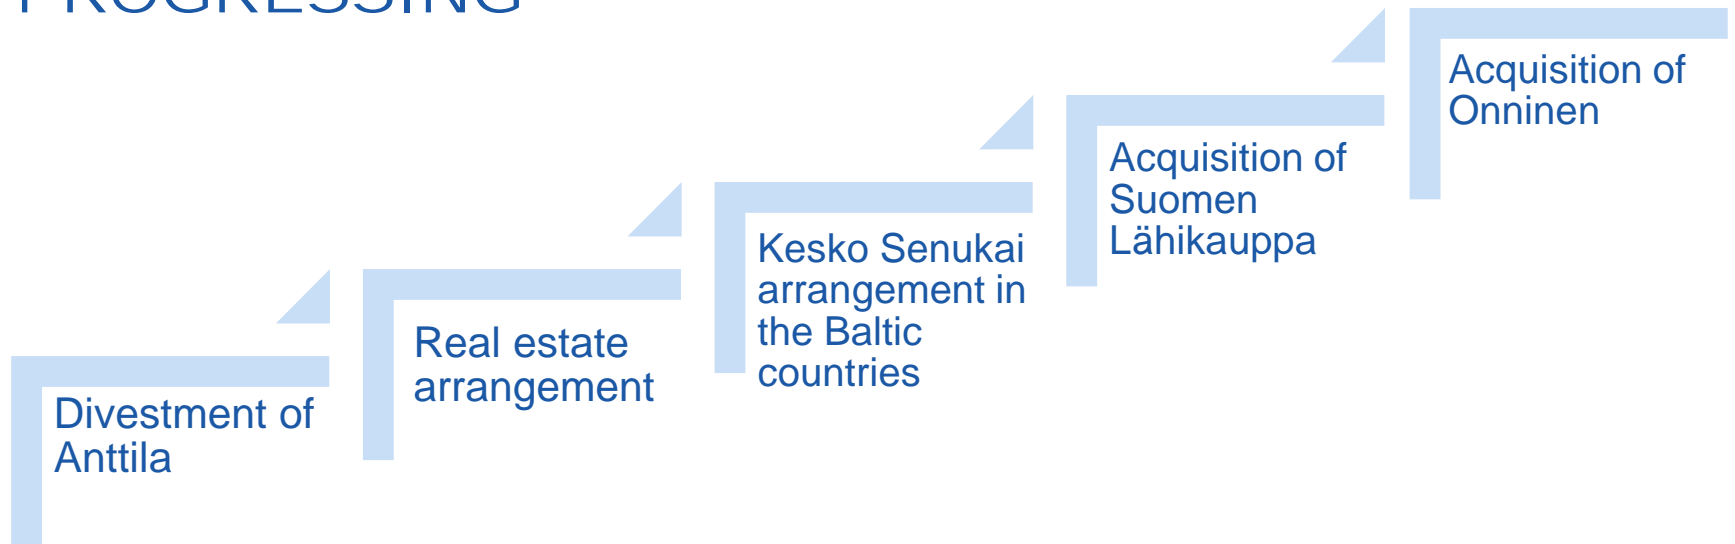 PROGRESSING
Divestment of
Anttila
Real estate
arrangement
Kesko Senukai
arrangement in
the Baltic
countries
Acquisition of
Suomen
Lähikauppa
Acquisition of
Onninen